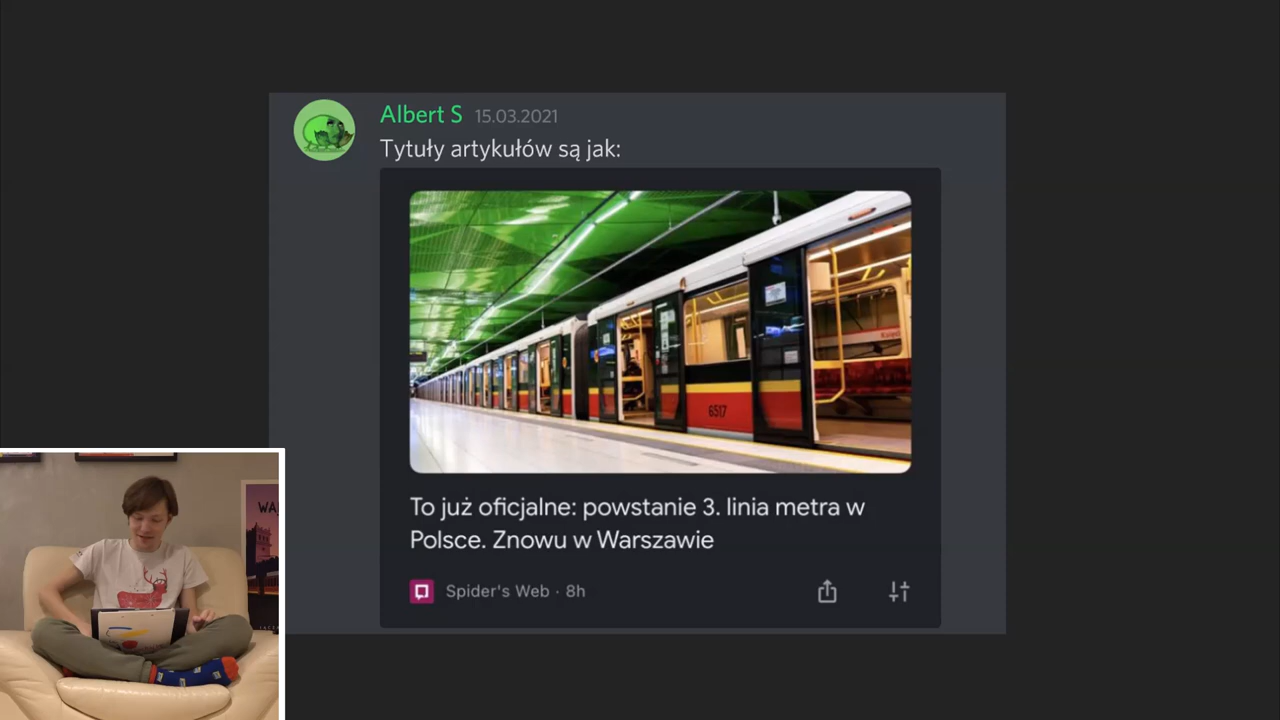 Albert S 15.03.2021
Tytuły artykułów są jak:
6517
To już oficjalne: powstanie 3. linia metra w
Polsce. Znowu w Warszawie
Spider's Web · 8h